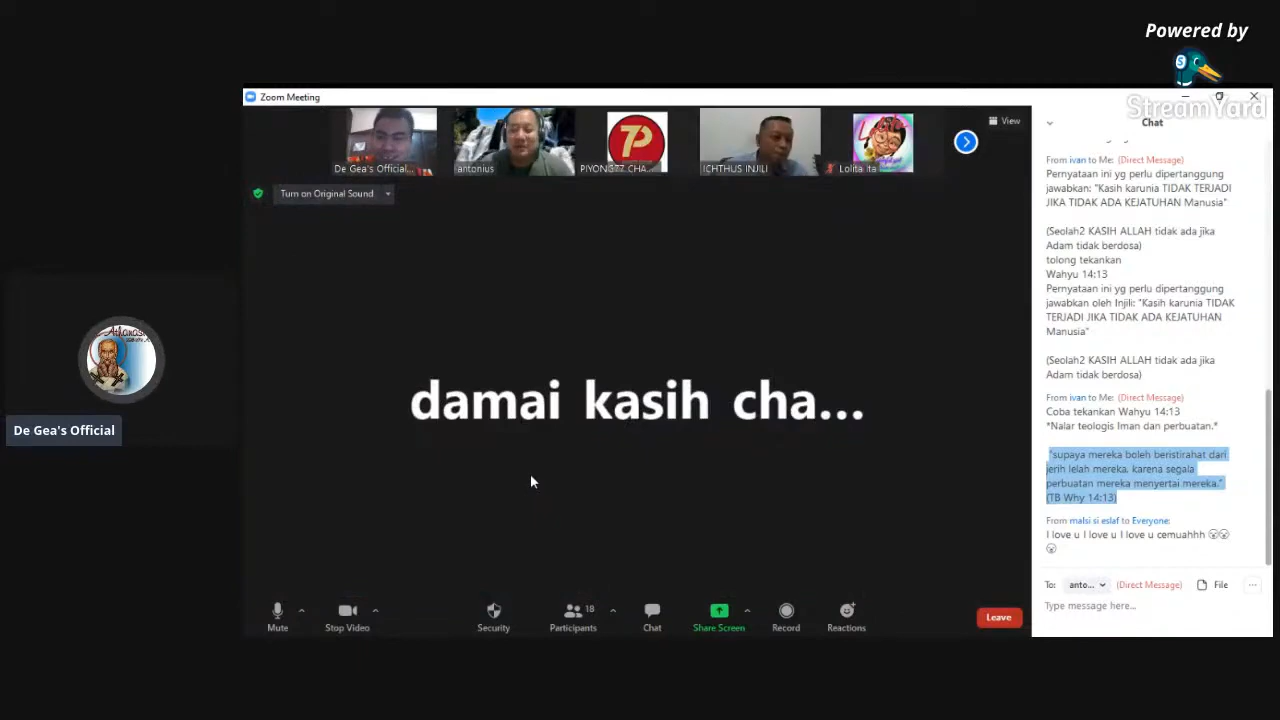 Powered by
S
StreamYard
Zoom Meeting
View
De Gea's Official...
antonius
7P
PIYONG77 CHA...
ICHTHUS INJILI
Lolita ita
Turn on Original Sound
De Gea's Official
damai kasih cha...
Mute
Stop Video
Security
Participants
18
Chat
Share Screen
Record
Reactions
Leave
Chat
From ivan to Me: (Direct Message)
Pernyataan ini yg perlu dipertanggung
jawabkan: "Kasih karunia TIDAK TERJADI
JIKA TIDAK ADA KEJATUHAN Manusia"
(Seolah2 KASIH ALLAH tidak ada jika
Adam tidak berdosa)
tolong tekankan
Wahyu 14:13
Pernyataan ini yg perlu dipertanggung
jawabkan oleh Injili: "Kasih karunia TIDAK
TERJADI JIKA TIDAK ADA KEJATUHAN
Manusia"
(Seolah2 KASIH ALLAH tidak ada jika
Adam tidak berdosa)
From ivan to Me: (Direct Message)
Coba tekankan Wahyu 14:13
*Nalar teologis Iman dan perbuatan.*
"supaya mereka boleh beristirahat dari
jerih lelah mereka, karena segala
perbuatan mereka menyertai mereka."
(TB Why 14:13)
From malsi si eslaf to Everyone:
I love u I love u I love u cemuahhh
To: anto... (Direct Message) File
Type message here...